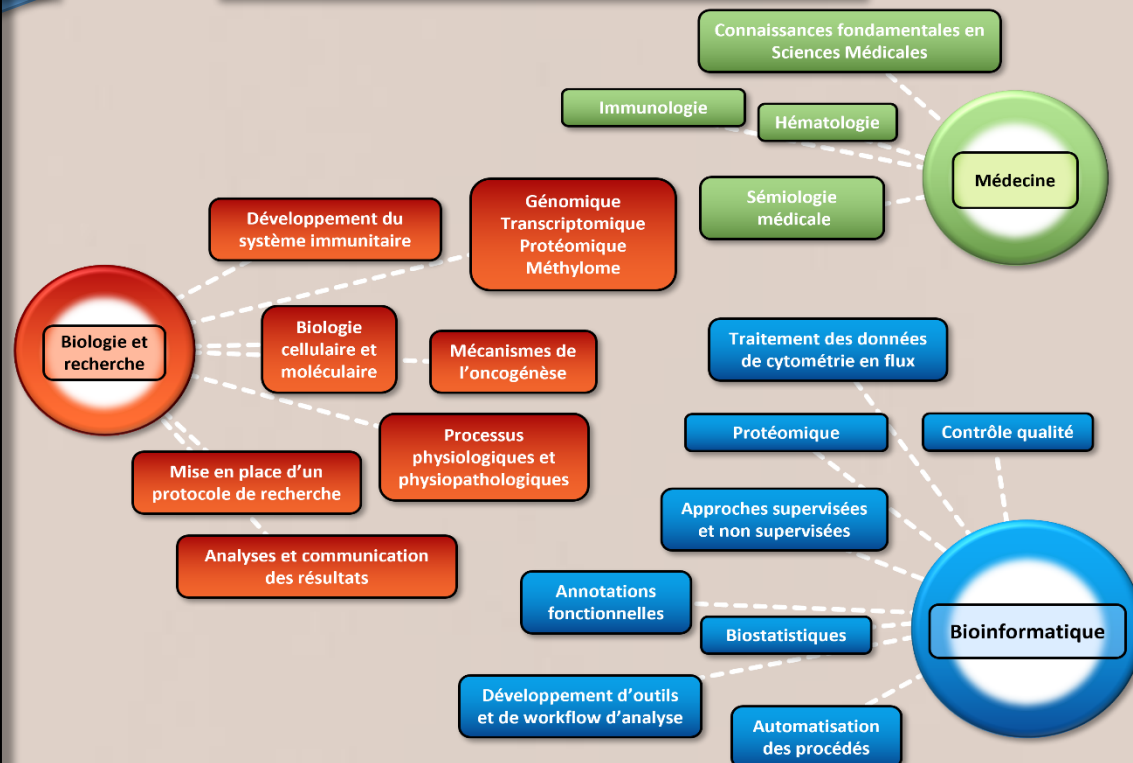 Connaissances fondamentales en
Sciences Médicales
Immunologie
Hématologie
Médecine
Sémiologie
médicale
Génomique
Transcriptomique
Protéomique
Méthylome
Développement du
système immunitaire
Biologie et
recherche
Biologie
cellulaire et
moléculaire
Mécanismes de
l'oncogénèse
Processus
physiologiques et
physiopathologiques
Mise en place d'un
protocole de recherche
Analyses et communication
des résultats
Traitement des données
de cytométrie en flux
Protéomique
Contrôle qualité
Approches supervisées
et non supervisées
Annotations
fonctionnelles
Biostatistiques
Bioinformatique
Développement d'outils
et de workflow d'analyse
Automatisation
des procédés